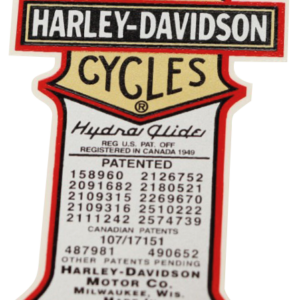 HARLEY-DAVIDSON
CYCLES
®
Hydra Glide
REG U.S. PAT. OFF
REGISTERED IN CANADA 1949
PATENTED
158960 2126752
2091682 2180521
2109315 2269670
2109316 2510222
2111242 2574739
CANADIAN PATENTS
107/17151
487981 490652
OTHER PATENTS PENDING
HARLEY-DAVIDSON
MOTOR CO.
MILWAUKEE, WIS.